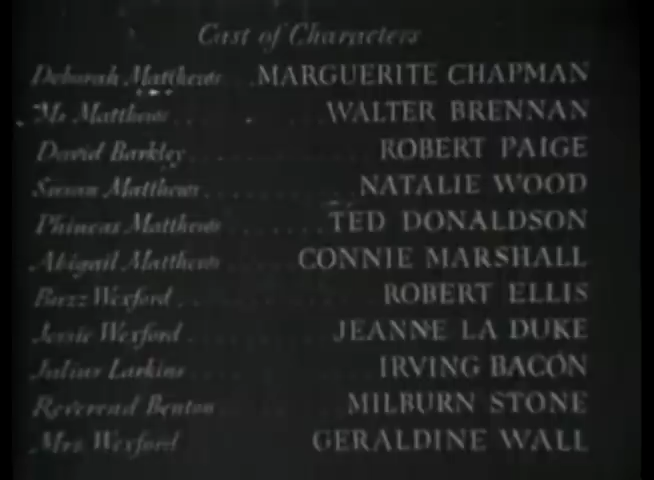 Cast of Characters
Deborah Matthews . MARGUERITE CHAPMAN
Mr Matthews . . . . . . WALTER BRENNAN
David Barkley . . . . . . . . . . ROBERT PAIGE
Susan Matthews . . . . . . . . NATALIE WOOD
Phineas Matthews . . . . . . TED DONALDSON
Abigail Matthews . . . . . CONNIE MARSHALL
Buzz Wexford . . . . . . . . . . ROBERT ELLIS
Jessie Wexford . . . . . . . . JEANNE LA DUKE
Julius Larkins . . . . . . . . . . IRVING BACON
Reverend Benton . . . . . MILBURN STONE
Mrs Wexford . . . . . . GERALDINE WALL